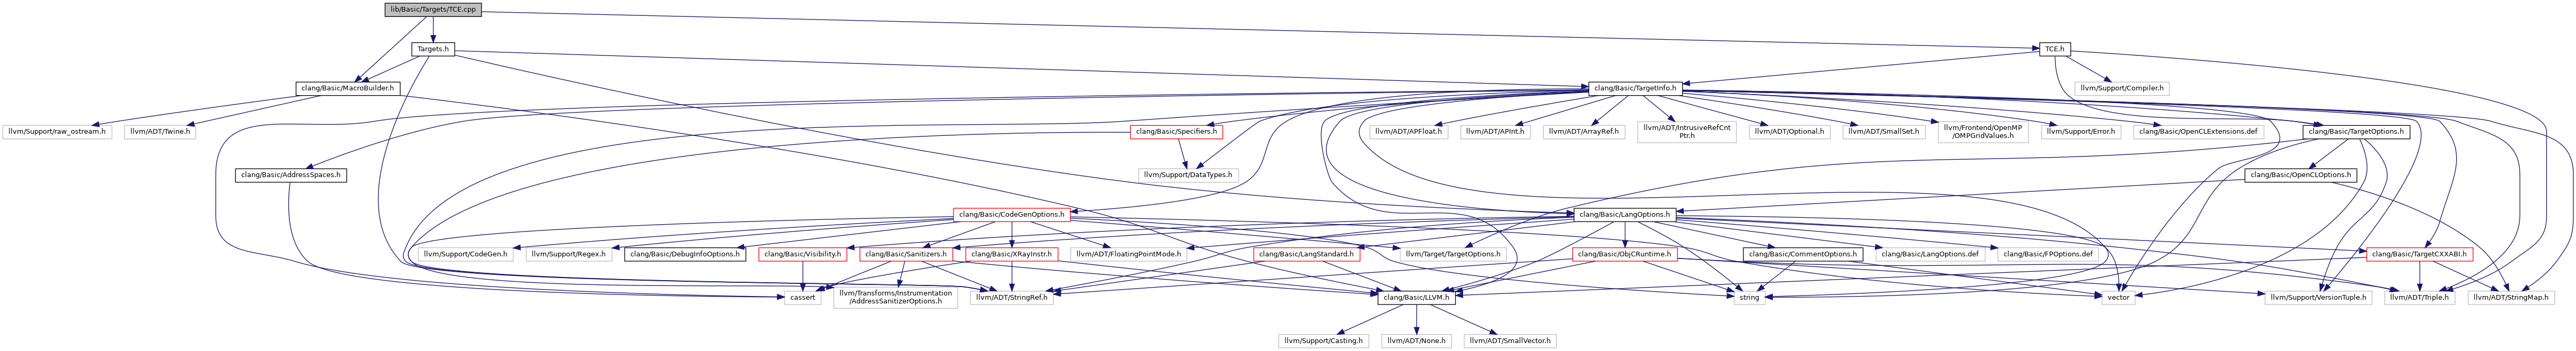 lib/Basic/Targets/TCE.cpp
Targets.h
TCE.h
clang/Basic/MacroBuilder.h
clang/Basic/TargetInfo.h
llvm/Support/Compiler.h
llvm/Support/raw_ostream.h
llvm/ADT/Twine.h
clang/Basic/Specifiers.h
llvm/ADT/APFloat.h
llvm/ADT/APInt.h
llvm/ADT/ArrayRef.h
llvm/ADT/IntrusiveRefCnt
Ptr.h
llvm/ADT/Optional.h
llvm/ADT/SmallSet.h
llvm/Frontend/OpenMP
/OMPGridValues.h
llvm/Support/Error.h
clang/Basic/OpenCLExtensions.def
clang/Basic/TargetOptions.h
clang/Basic/AddressSpaces.h
llvm/Support/DataTypes.h
clang/Basic/OpenCLOptions.h
clang/Basic/CodeGenOptions.h
clang/Basic/LangOptions.h
llvm/Support/CodeGen.h
llvm/Support/Regex.h
clang/Basic/DebugInfoOptions.h
clang/Basic/Visibility.h
clang/Basic/Sanitizers.h
clang/Basic/XRayInstr.h
llvm/ADT/FloatingPointMode.h
clang/Basic/LangStandard.h
llvm/Target/TargetOptions.h
clang/Basic/ObjCRuntime.h
clang/Basic/CommentOptions.h
clang/Basic/LangOptions.def
clang/Basic/FPOptions.def
clang/Basic/TargetCXXABI.h
cassert
llvm/Transforms/Instrumentation
/AddressSanitizerOptions.h
llvm/ADT/StringRef.h
clang/Basic/LLVM.h
string
vector
llvm/Support/VersionTuple.h
llvm/ADT/Triple.h
llvm/ADT/StringMap.h
llvm/Support/Casting.h
llvm/ADT/None.h
llvm/ADT/SmallVector.h